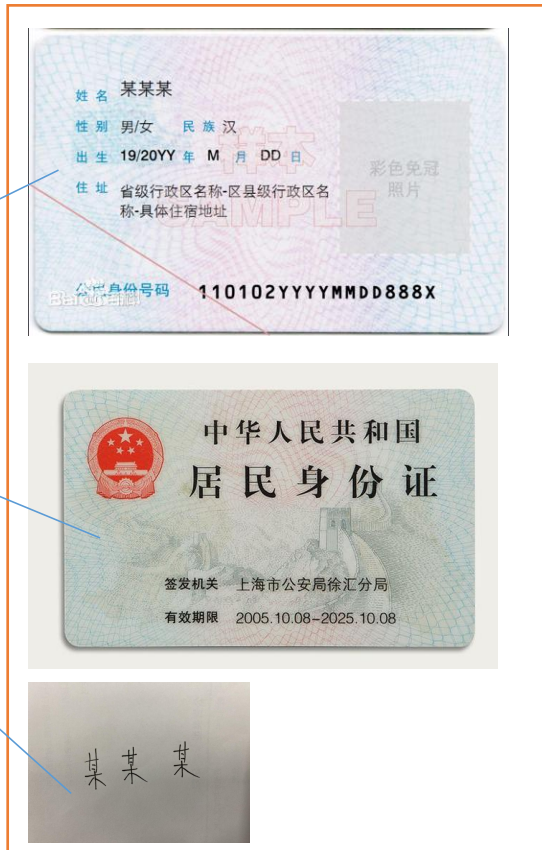 姓名 某某某
性别 男/女 民族 汉
出生 19/20YY 年 M 月 DD 日
住址 省级行政区名称-区县级行政区名
称-具体住宿地址
样本
SAMPLE
彩色免冠
照片
公民身份号码 110102YYYYMMDD888X
中华人民共和国
居民身份证
签发机关 上海市公安局徐汇分局
有效期限 2005.10.08-2025.10.08
某某 某